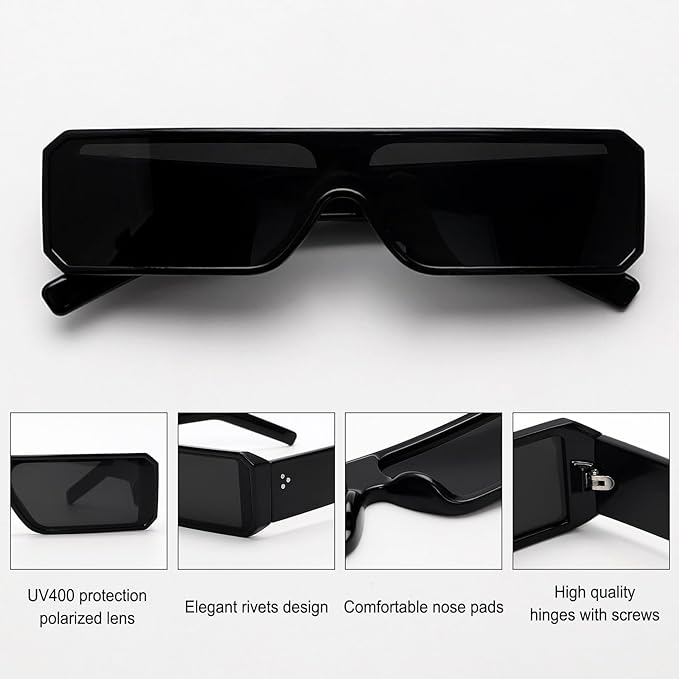 UV400 protection
polarized lens
Elegant rivets design
Comfortable nose pads
High quality
hinges with screws